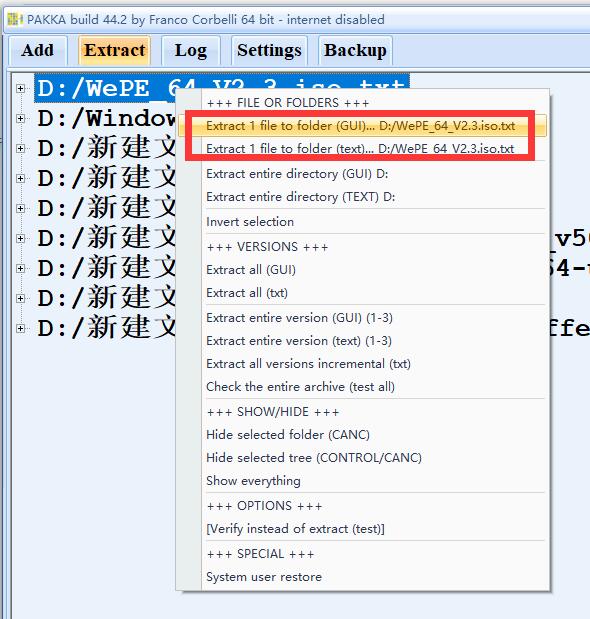 PAKKA build 44.2 by Franco Corbelli 64 bit - internet disabled
Add Extract Log Settings Backup
D:/WePE_64_V2.3.iso.txt
D:/Window
D:/新建文
D:/新建文
D:/新建文
D:/新建文 _v50
D:/新建文 64-
D:/新建文
D:/新建文 ffe
+++ FILE OR FOLDERS +++
Extract 1 file to folder (GUI)... D:/WePE_64_V2.3.iso.txt
Extract 1 file to folder (text)... D:/WePE_64_V2.3.iso.txt
Extract entire directory (GUI) D:
Extract entire directory (TEXT) D:
Invert selection
+++ VERSIONS +++
Extract all (GUI)
Extract all (txt)
Extract entire version (GUI) (1-3)
Extract entire version (text) (1-3)
Extract all versions incremental (txt)
Check the entire archive (test all)
+++ SHOW/HIDE +++
Hide selected folder (CANC)
Hide selected tree (CONTROL/CANC)
Show everything
+++ OPTIONS +++
[Verify instead of extract (test)]
+++ SPECIAL +++
System user restore